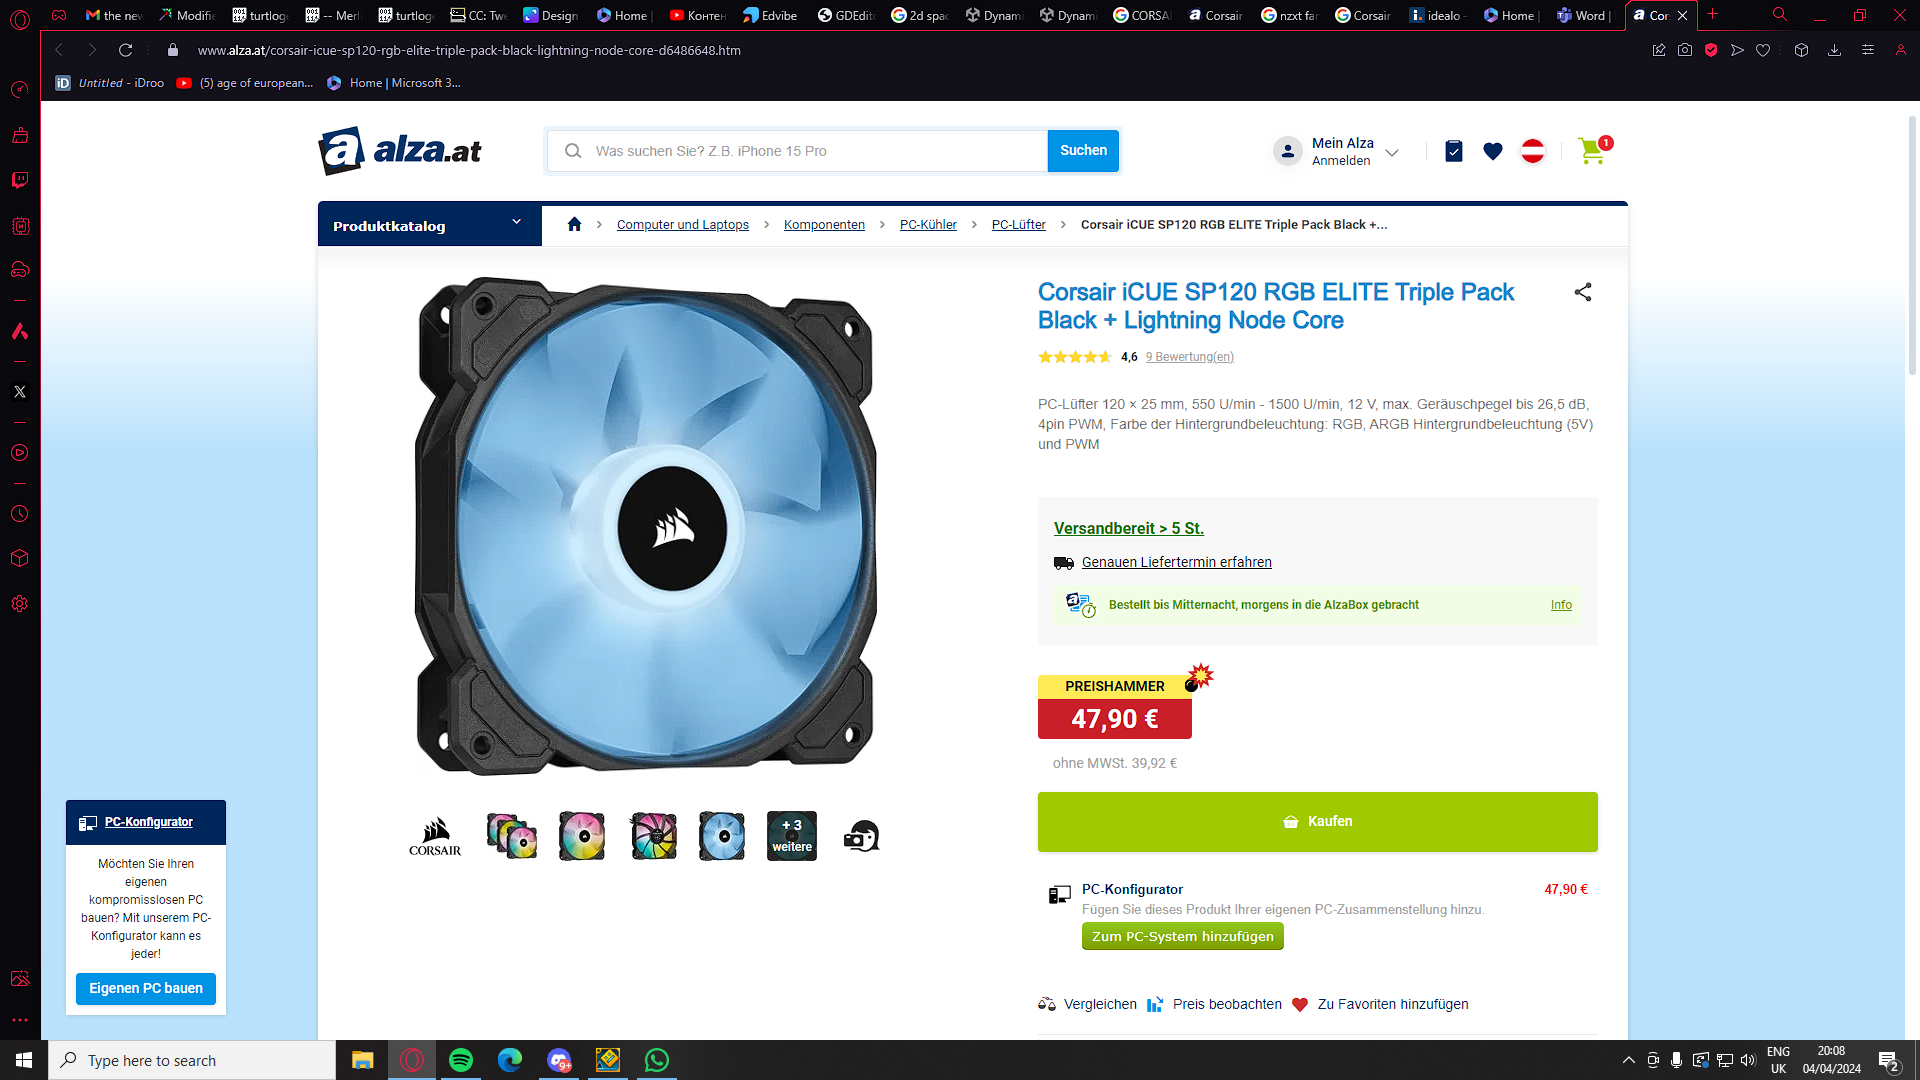 the new
Modifi
turtlog
-- Merl
turtlog
CC: Twe
Design
Home |
Контен
Edvibe
GDEdit
2d spac
Dynam
Dynam
CORSA
Corsair
nzxt fan
Corsair
idealo -
Home |
Word |
Cor
www.alza.at/corsair-icue-sp120-rgb-elite-triple-pack-black-lightning-node-core-d6486648.htm
iD Untitled - iDroo
(5) age of european...
Home | Microsoft 3...
alza.at
Was suchen Sie? Z.B. iPhone 15 Pro
Suchen
Mein Alza
Anmelden
1
Produktkatalog
Computer und Laptops
Komponenten
PC-Kühler
PC-Lüfter
Corsair iCUE SP120 RGB ELITE Triple Pack Black +...
Corsair iCUE SP120 RGB ELITE Triple Pack
Black + Lightning Node Core
4,6 9 Bewertung(en)
PC-Lüfter 120 × 25 mm, 550 U/min - 1500 U/min, 12 V, max. Geräuschpegel bis 26,5 dB,
4pin PWM, Farbe der Hintergrundbeleuchtung: RGB, ARGB Hintergrundbeleuchtung (5V)
und PWM
Versandbereit > 5 St.
Genauen Liefertermin erfahren
Bestellt bis Mitternacht, morgens in die AlzaBox gebracht
Info
PREISHAMMER
47,90 €
ohne MWSt. 39,92 €
Kaufen
CORSAIR
+ 3
weitere
PC-Konfigurator
47,90 €
Fügen Sie dieses Produkt Ihrer eigenen PC-Zusammenstellung hinzu.
Zum PC-System hinzufügen
Vergleichen
Preis beobachten
Zu Favoriten hinzufügen
PC-Konfigurator
Möchten Sie Ihren
eigenen
kompromisslosen PC
bauen? Mit unserem PC-
Konfigurator kann es
jeder!
Eigenen PC bauen
Type here to search
9+
ENG
UK
20:08
04/04/2024
2